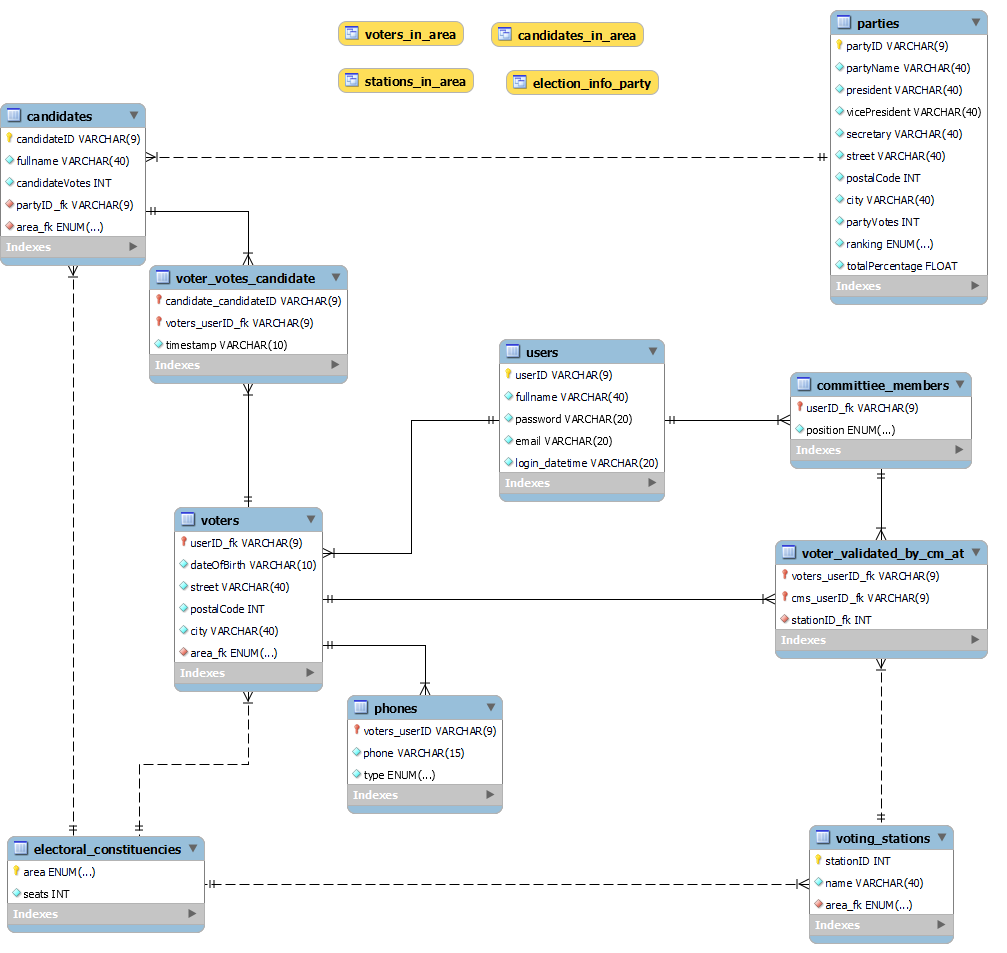 voters_in_area
candidates_in_area
stations_in_area
election_info_party
parties
partyID VARCHAR(9)
partyName VARCHAR(40)
president VARCHAR(40)
vicePresident VARCHAR(40)
secretary VARCHAR(40)
street VARCHAR(40)
postalCode INT
city VARCHAR(40)
partyVotes INT
ranking ENUM(...)
totalPercentage FLOAT
Indexes
candidates
candidateID VARCHAR(9)
fullname VARCHAR(40)
candidateVotes INT
partyID_fk VARCHAR(9)
area_fk ENUM(...)
Indexes
voter_votes_candidate
candidate_candidateID VARCHAR(9)
voters_userID_fk VARCHAR(9)
timestamp VARCHAR(10)
Indexes
users
userID VARCHAR(9)
fullname VARCHAR(40)
password VARCHAR(20)
email VARCHAR(20)
login_datetime VARCHAR(20)
Indexes
committiee_members
userID_fk VARCHAR(9)
position ENUM(...)
Indexes
voters
userID_fk VARCHAR(9)
dateOfBirth VARCHAR(10)
street VARCHAR(40)
postalCode INT
city VARCHAR(40)
area_fk ENUM(...)
Indexes
voter_validated_by_cm_at
voters_userID_fk VARCHAR(9)
cms_userID_fk VARCHAR(9)
stationID_fk INT
Indexes
phones
voters_userID VARCHAR(9)
phone VARCHAR(15)
type ENUM(...)
Indexes
electoral_constituencies
area ENUM(...)
seats INT
Indexes
voting_stations
stationID INT
name VARCHAR(40)
area_fk ENUM(...)
Indexes